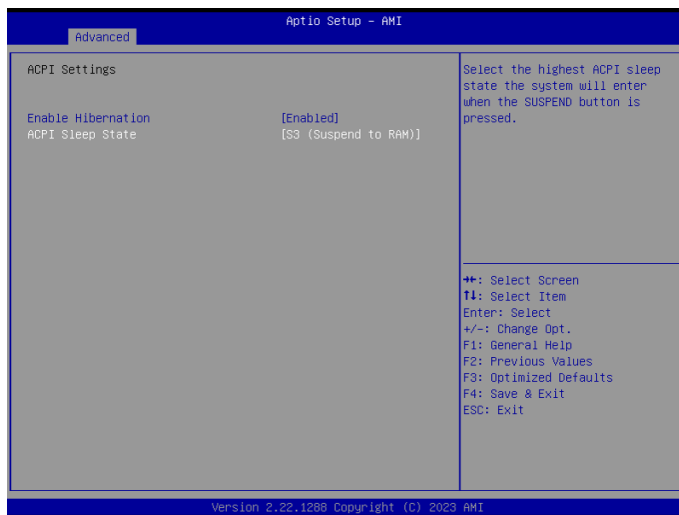 Aptio Setup – AMI
Advanced
ACPI Settings
Enable Hibernation [Enabled]
ACPI Sleep State [S3 (Suspend to RAM)]
Select the highest ACPI sleep
state the system will enter
when the SUSPEND button is
pressed.
→←: Select Screen
↑↓: Select Item
Enter: Select
+/-: Change Opt.
F1: General Help
F2: Previous Values
F3: Optimized Defaults
F4: Save & Exit
ESC: Exit
Version 2.22.1288 Copyright (C) 2023 AMI